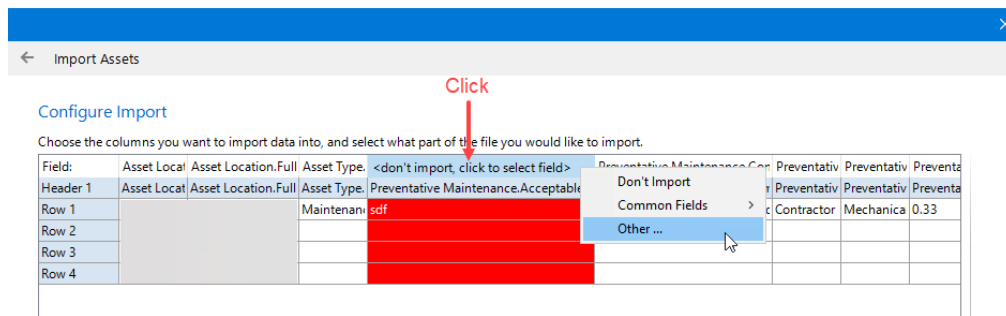 Import Assets
Click
Configure Import
Choose the columns you want to import data into, and select what part of the file you would like to import.
Field: Asset Locat Asset Location.Full Asset Type. <don't import, click to select field> Preventative Maintenance.Con Preventativ Preventativ Preventa
Header 1 Asset Locat Asset Location.Full Asset Type. Preventative Maintenance.Acceptable Preventativ Preventativ Preventa
Don't Import
Row 1 Maintenan sdf Contractor Mechanica 0.33
Common Fields
Row 2
Other ...
Row 3
Row 4